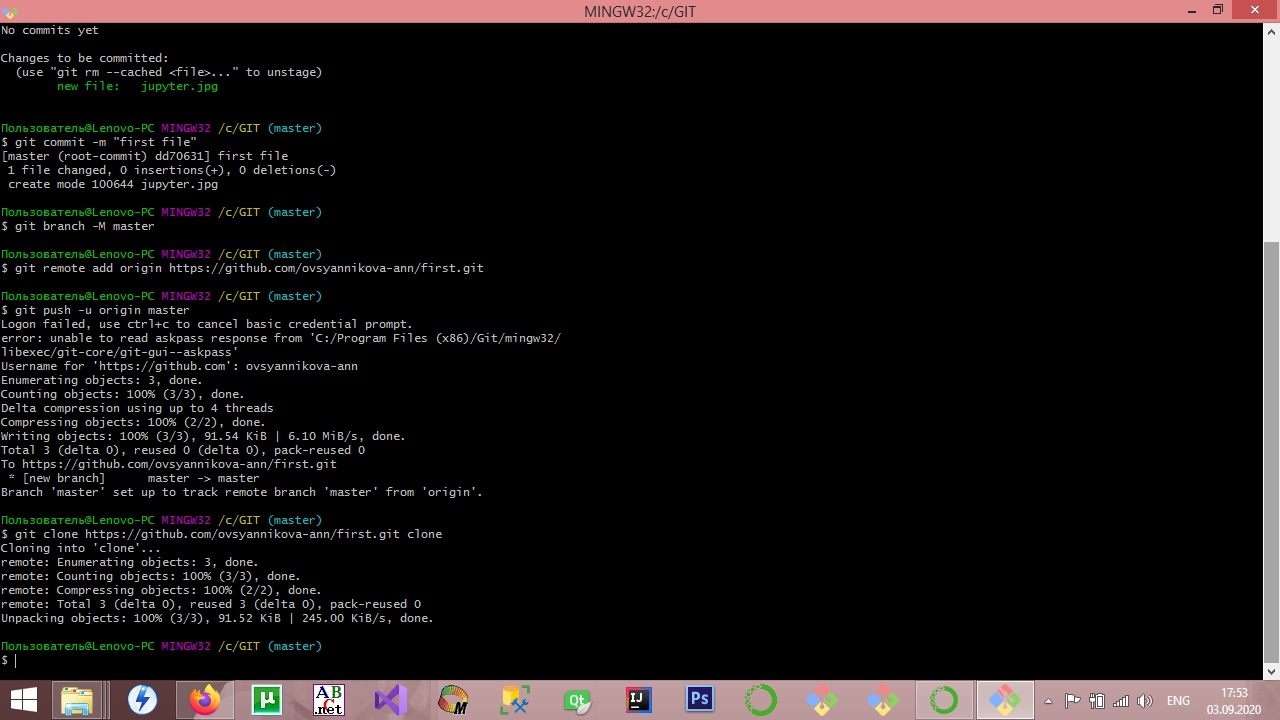 MINGW32:/c/GIT
No commits yet
Changes to be committed:
(use "git rm --cached <file>..." to unstage)
new file:   jupyter.jpg
Пользователь@Lenovo-PC MINGW32 /c/GIT (master)
$ git commit -m "first file"
[master (root-commit) dd70631] first file
1 file changed, 0 insertions(+), 0 deletions(-)
create mode 100644 jupyter.jpg
Пользователь@Lenovo-PC MINGW32 /c/GIT (master)
$ git branch -M master
Пользователь@Lenovo-PC MINGW32 /c/GIT (master)
$ git remote add origin https://github.com/ovsyannikova-ann/first.git
Пользователь@Lenovo-PC MINGW32 /c/GIT (master)
$ git push -u origin master
Logon failed, use ctrl+c to cancel basic credential prompt.
error: unable to read askpass response from 'C:/Program Files (x86)/Git/mingw32/
libexec/git-core/git-gui--askpass'
Username for 'https://github.com': ovsyannikova-ann
Enumerating objects: 3, done.
Counting objects: 100% (3/3), done.
Delta compression using up to 4 threads
Compressing objects: 100% (2/2), done.
Writing objects: 100% (3/3), 91.54 KiB | 6.10 MiB/s, done.
Total 3 (delta 0), reused 0 (delta 0), pack-reused 0
To https://github.com/ovsyannikova-ann/first.git
* [new branch]      master -> master
Branch 'master' set up to track remote branch 'master' from 'origin'.
Пользователь@Lenovo-PC MINGW32 /c/GIT (master)
$ git clone https://github.com/ovsyannikova-ann/first.git clone
Cloning into 'clone'...
remote: Enumerating objects: 3, done.
remote: Counting objects: 100% (3/3), done.
remote: Compressing objects: 100% (2/2), done.
remote: Total 3 (delta 0), reused 3 (delta 0), pack-reused 0
Unpacking objects: 100% (3/3), 91.52 KiB | 245.00 KiB/s, done.
Пользователь@Lenovo-PC MINGW32 /c/GIT (master)
$
µ
ABC.net
M
Qt
IJ
Ps
ENG
17:53
03.09.2020